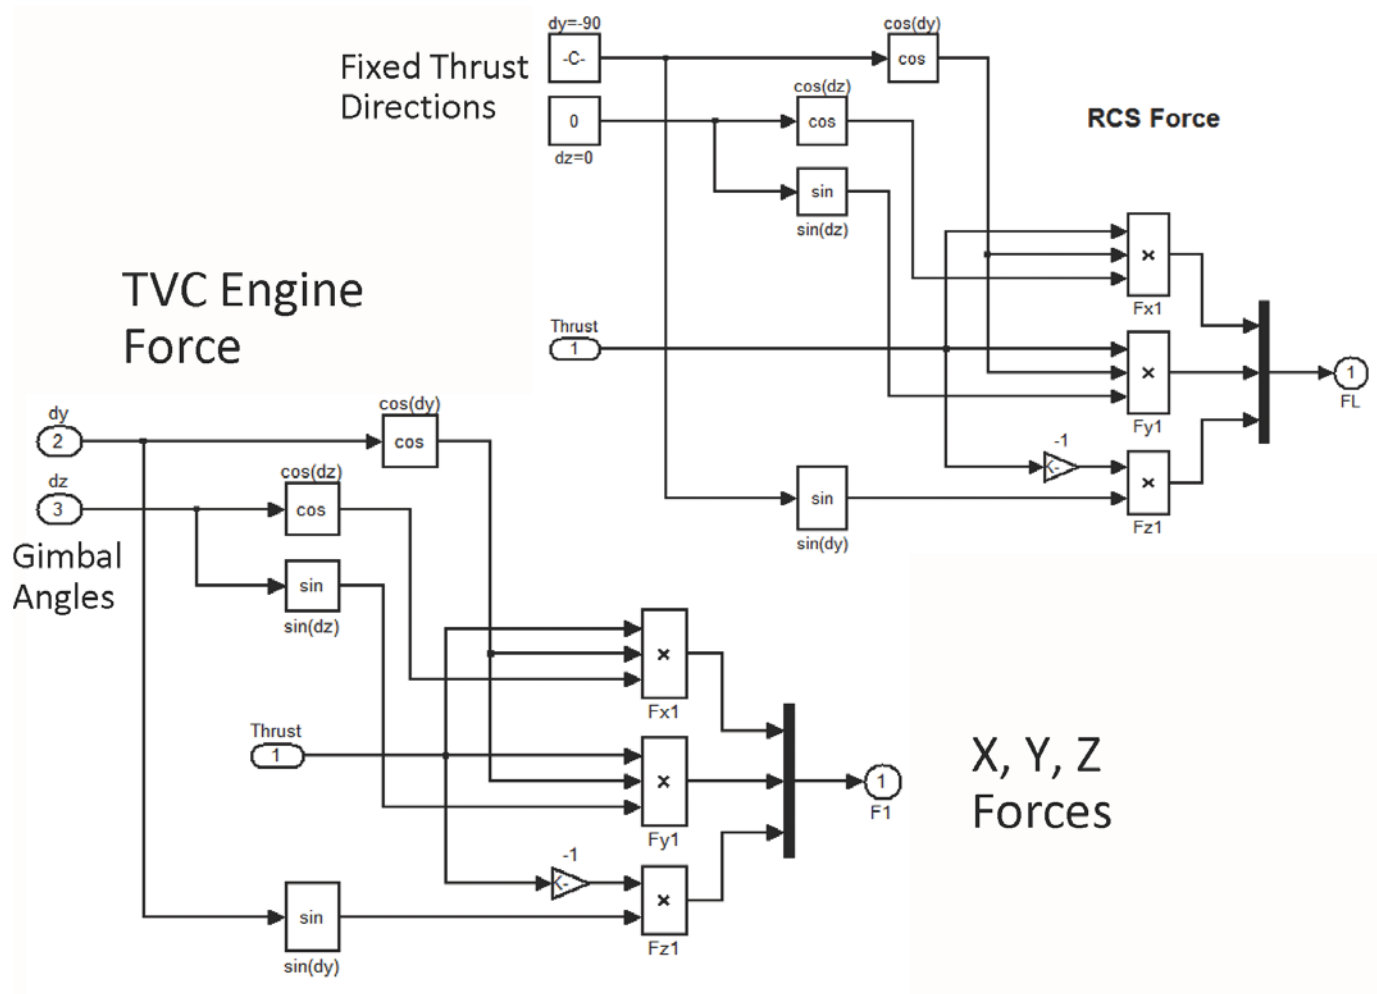 dy=-90
-C-
Fixed Thrust
Directions
0
dz=0
cos(dy)
cos
cos(dz)
cos
sin
sin(dz)
RCS Force
×
Fx1
Thrust
1
×
Fy1
1
FL
-1
×
Fz1
sin
sin(dy)
TVC Engine
Force
dy
2
dz
3
Gimbal
Angles
cos(dy)
cos
cos(dz)
cos
sin
sin(dz)
×
Fx1
Thrust
1
×
Fy1
1
F1
-1
×
Fz1
sin
sin(dy)
X, Y, Z
Forces